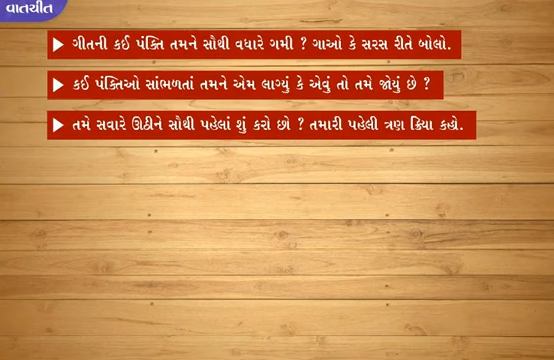 વાતચીત
ગીતની કઈ પંક્તિ તમને સૌથી વધારે ગમી ? ગાઓ કે સરસ રીતે બોલો.
કઈ પંક્તિઓ સાંભળતાં તમને એમ લાગ્યું કે એવું તો તમે જોયું છે ?
તમે સવારે ઊઠીને સૌથી પહેલાં શું કરો છો ? તમારી પહેલી ત્રણ ક્રિયા કહો.